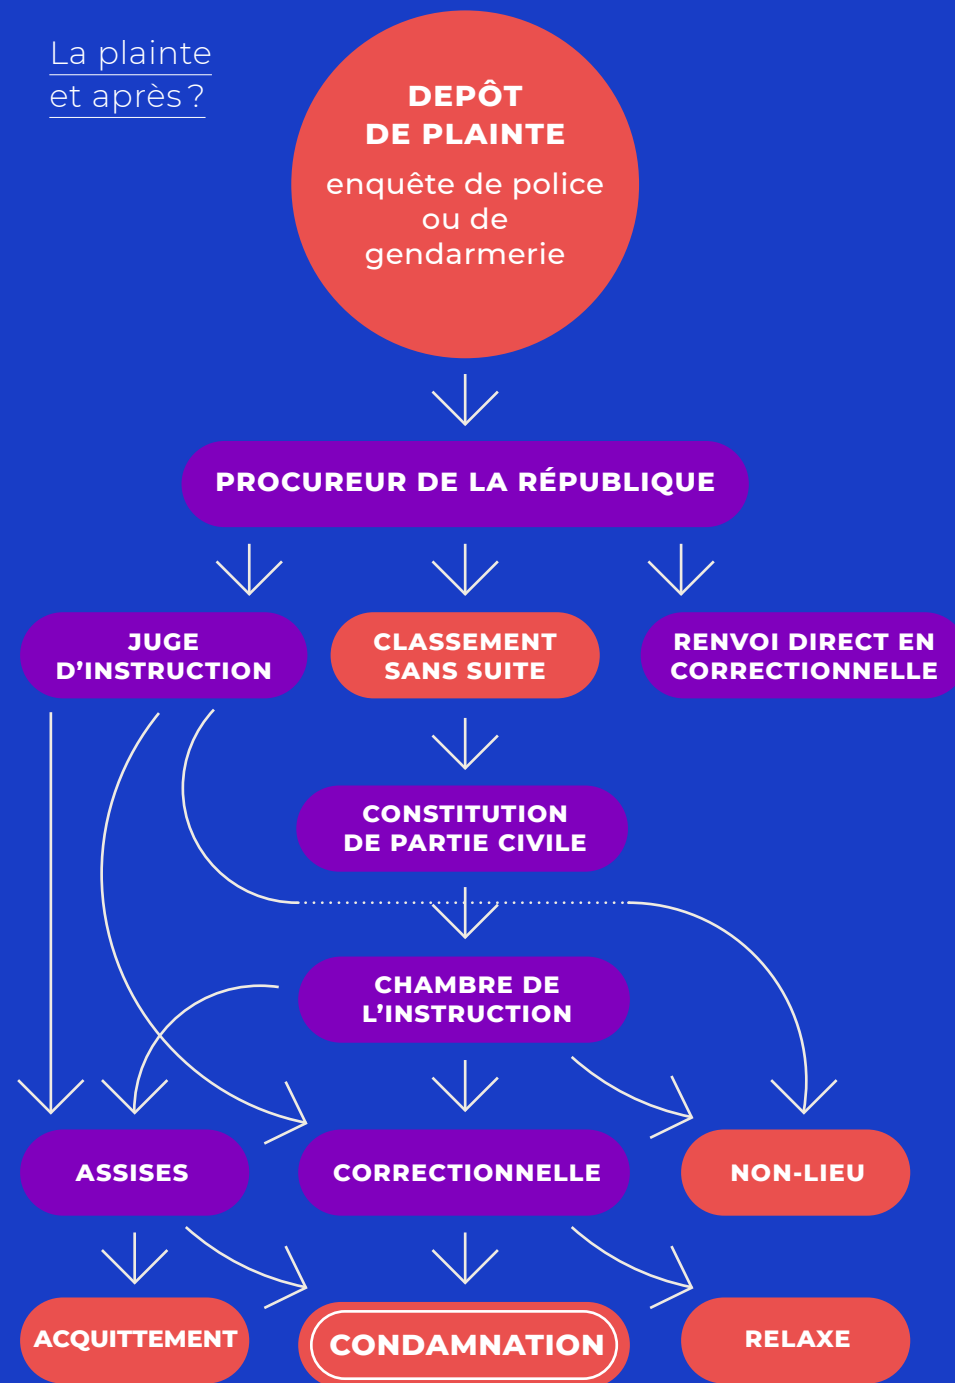 La plainte
et après ?
DEPÔT
DE PLAINTE
enquête de police
ou de
gendarmerie
PROCUREUR DE LA RÉPUBLIQUE
JUGE
D’INSTRUCTION
CLASSEMENT
SANS SUITE
RENVOI DIRECT EN
CORRECTIONNELLE
CONSTITUTION
DE PARTIE CIVILE
CHAMBRE DE
L’INSTRUCTION
ASSISES
CORRECTIONNELLE
NON-LIEU
ACQUITTEMENT
CONDAMNATION
RELAXE